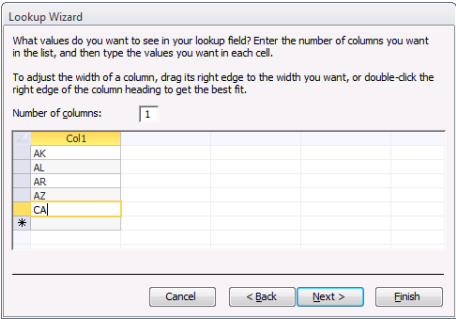 Lookup Wizard
What values do you want to see in your lookup field? Enter the number of columns you want
in the list, and then type the values you want in each cell.
To adjust the width of a column, drag its right edge to the width you want, or double-click the
right edge of the column heading to get the best fit.
Number of columns: 1
Col1
AK
AL
AR
AZ
CA
*
Cancel < Back Next > Finish